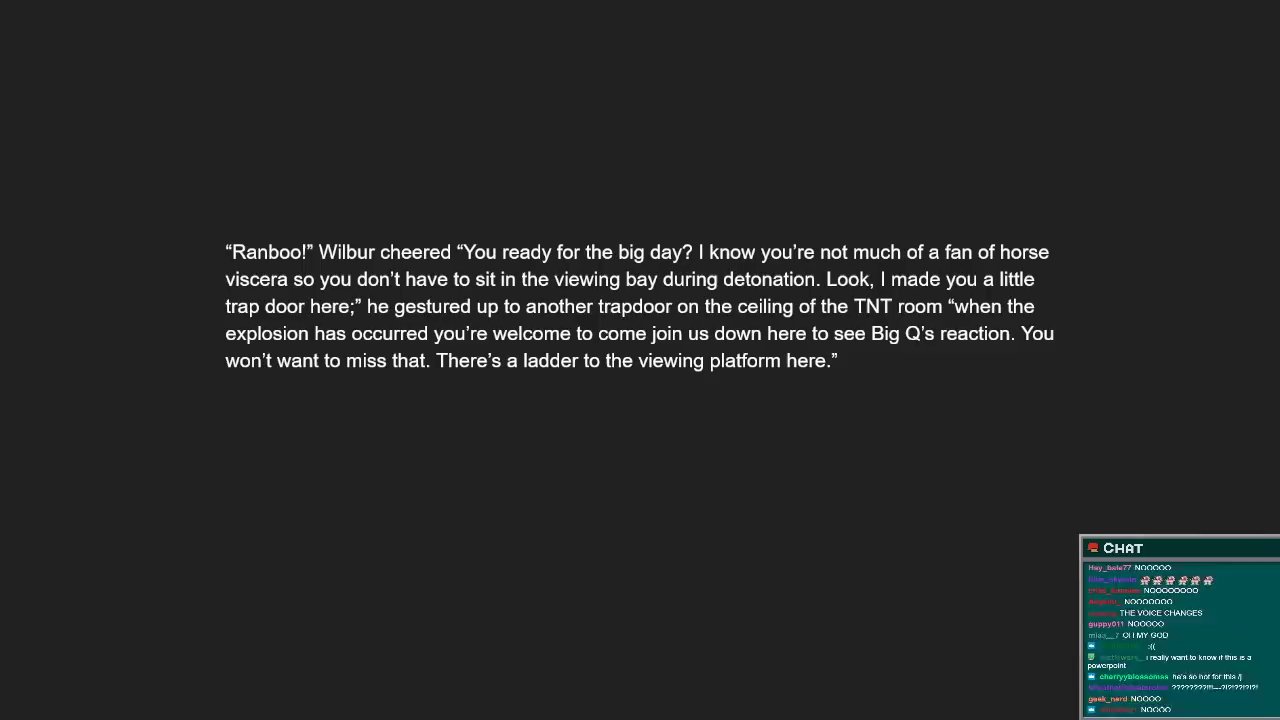 “Ranboo!” Wilbur cheered “You ready for the big day? I know you’re not much of a fan of horse
viscera so you don’t have to sit in the viewing bay during detonation. Look, I made you a little
trap door here;” he gestured up to another trapdoor on the ceiling of the TNT room “when the
explosion has occurred you’re welcome to come join us down here to see Big Q’s reaction. You
won’t want to miss that. There’s a ladder to the viewing platform here.”
CHAT
NOOOOO
NOOOOOOOO
NOOOOOOO
THE VOICE CHANGES
guppy011 NOOOOO
miaa__7 OH MY GOD
:((
i really want to know if this is a
powerpoint
cherryyblossomss he's so hot for this /j
geek_nerd NOOOO
NOOOO